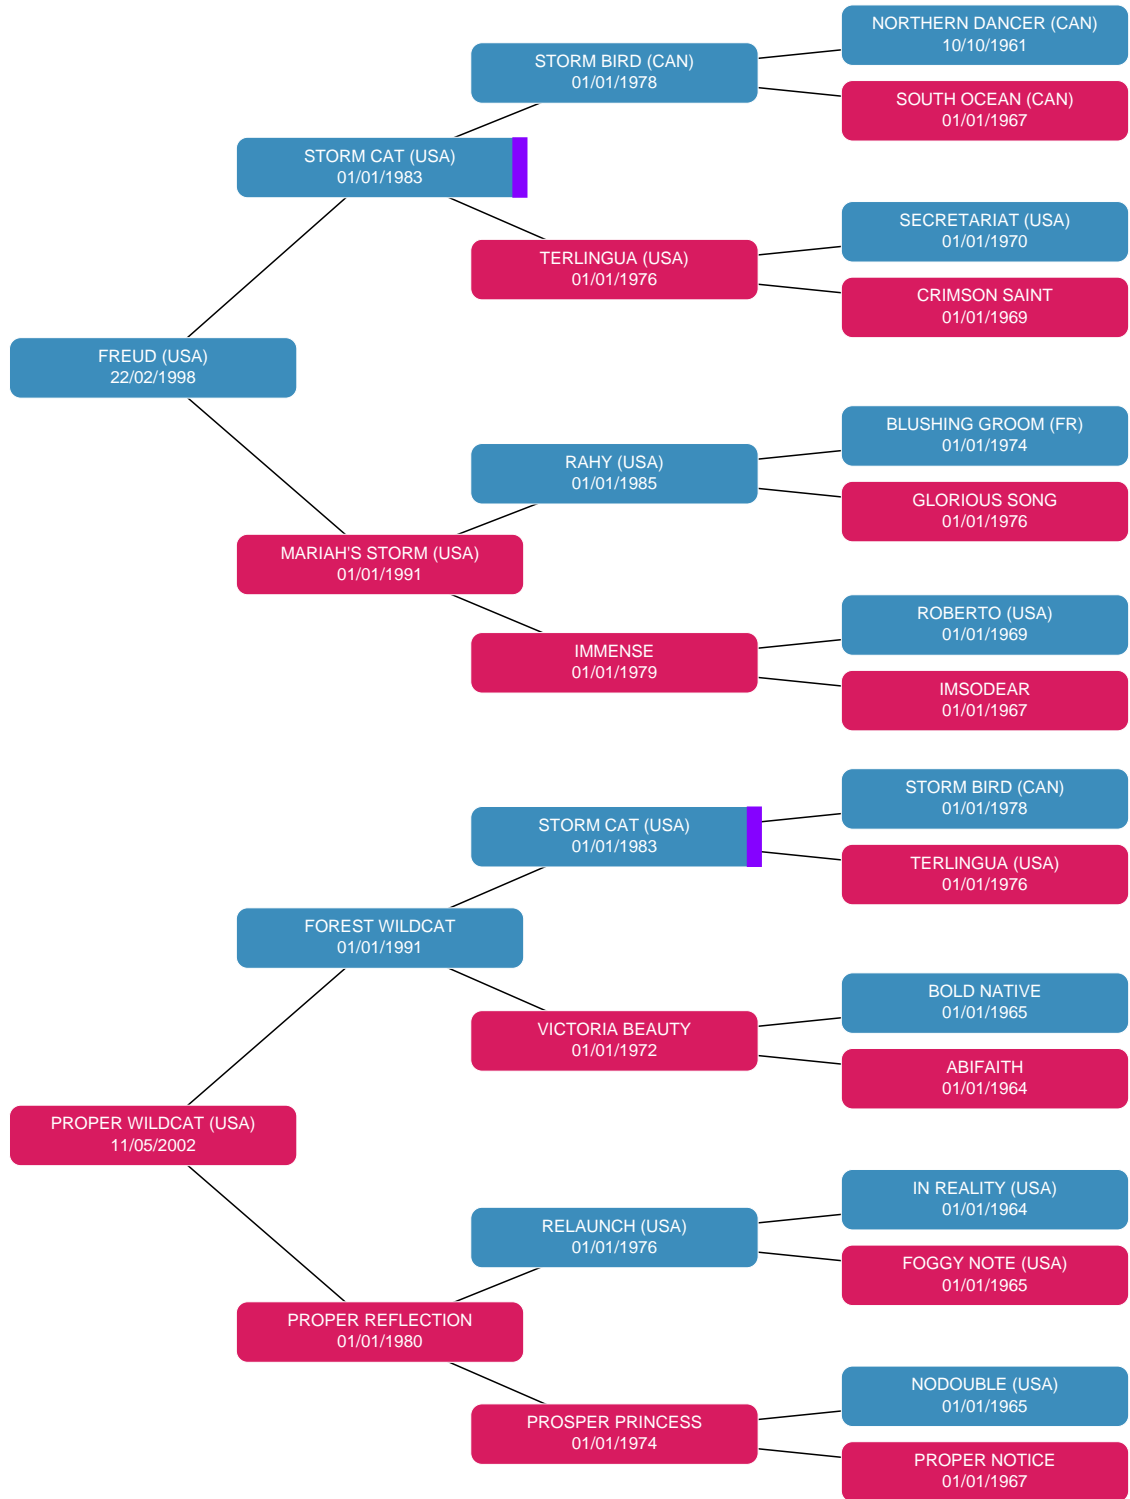 NORTHERN DANCER (CAN)
10/10/1961
STORM BIRD (CAN)
01/01/1978
SOUTH OCEAN (CAN)
01/01/1967
STORM CAT (USA)
01/01/1983
SECRETARIAT (USA)
01/01/1970
TERLINGUA (USA)
01/01/1976
CRIMSON SAINT
01/01/1969
FREUD (USA)
22/02/1998
BLUSHING GROOM (FR)
01/01/1974
RAHY (USA)
01/01/1985
GLORIOUS SONG
01/01/1976
MARIAH'S STORM (USA)
01/01/1991
ROBERTO (USA)
01/01/1969
IMMENSE
01/01/1979
IMSODEAR
01/01/1967
STORM BIRD (CAN)
01/01/1978
STORM CAT (USA)
01/01/1983
TERLINGUA (USA)
01/01/1976
FOREST WILDCAT
01/01/1991
BOLD NATIVE
01/01/1965
VICTORIA BEAUTY
01/01/1972
ABIFAITH
01/01/1964
PROPER WILDCAT (USA)
11/05/2002
IN REALITY (USA)
01/01/1964
RELAUNCH (USA)
01/01/1976
FOGGY NOTE (USA)
01/01/1965
PROPER REFLECTION
01/01/1980
NODOUBLE (USA)
01/01/1965
PROSPER PRINCESS
01/01/1974
PROPER NOTICE
01/01/1967